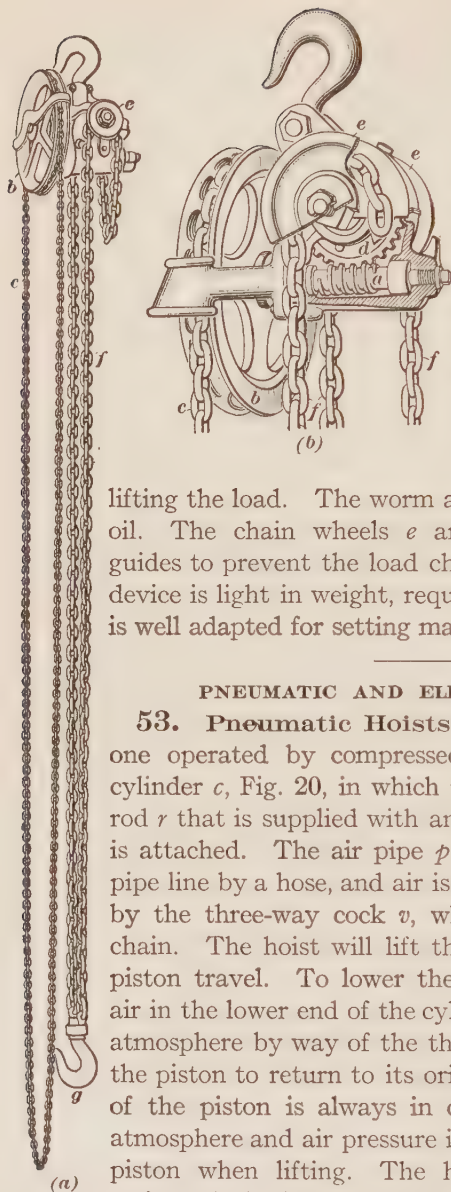 e
b
c
f
g
(a)
e
e
d
a
c
b
f
f
(b)
lifting the load. The worm a
oil. The chain wheels e ar
guides to prevent the load ch
device is light in weight, requ
is well adapted for setting ma
PNEUMATIC AND ELE
53. Pneumatic Hoists
one operated by compressed
cylinder c, Fig. 20, in which
rod r that is supplied with an
is attached. The air pipe p
pipe line by a hose, and air is
by the three-way cock v, wh
chain. The hoist will lift th
piston travel. To lower the
air in the lower end of the cyl
atmosphere by way of the th
the piston to return to its ori
of the piston is always in c
atmosphere and air pressure i
piston when lifting. The h